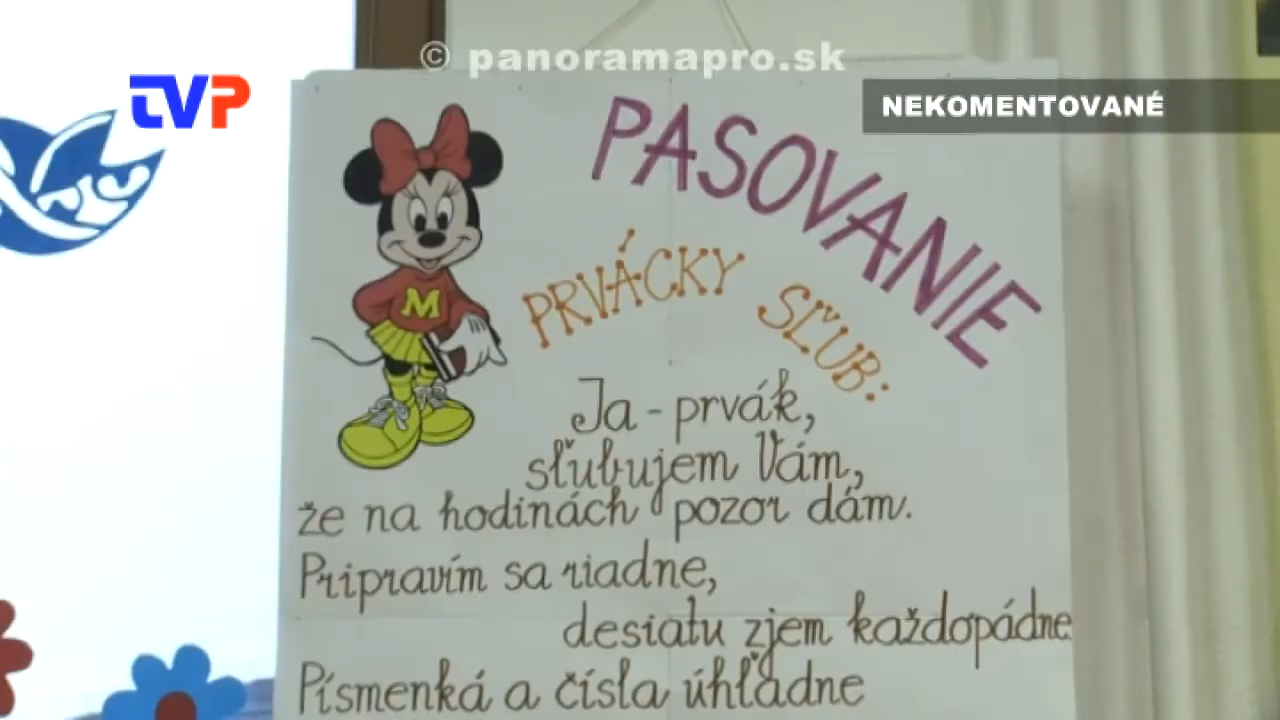 © panoramapro.sk
TVP
NEKOMENTOVANÉ
PASOVANIE
PRVÁCKY SĽUB:
M
Ja - prvák,
sľubujem Vám,
že na hodinách pozor dám.
Pripravím sa riadne,
desiatu zjem každopádne
Písmenká a čísla úhľadne